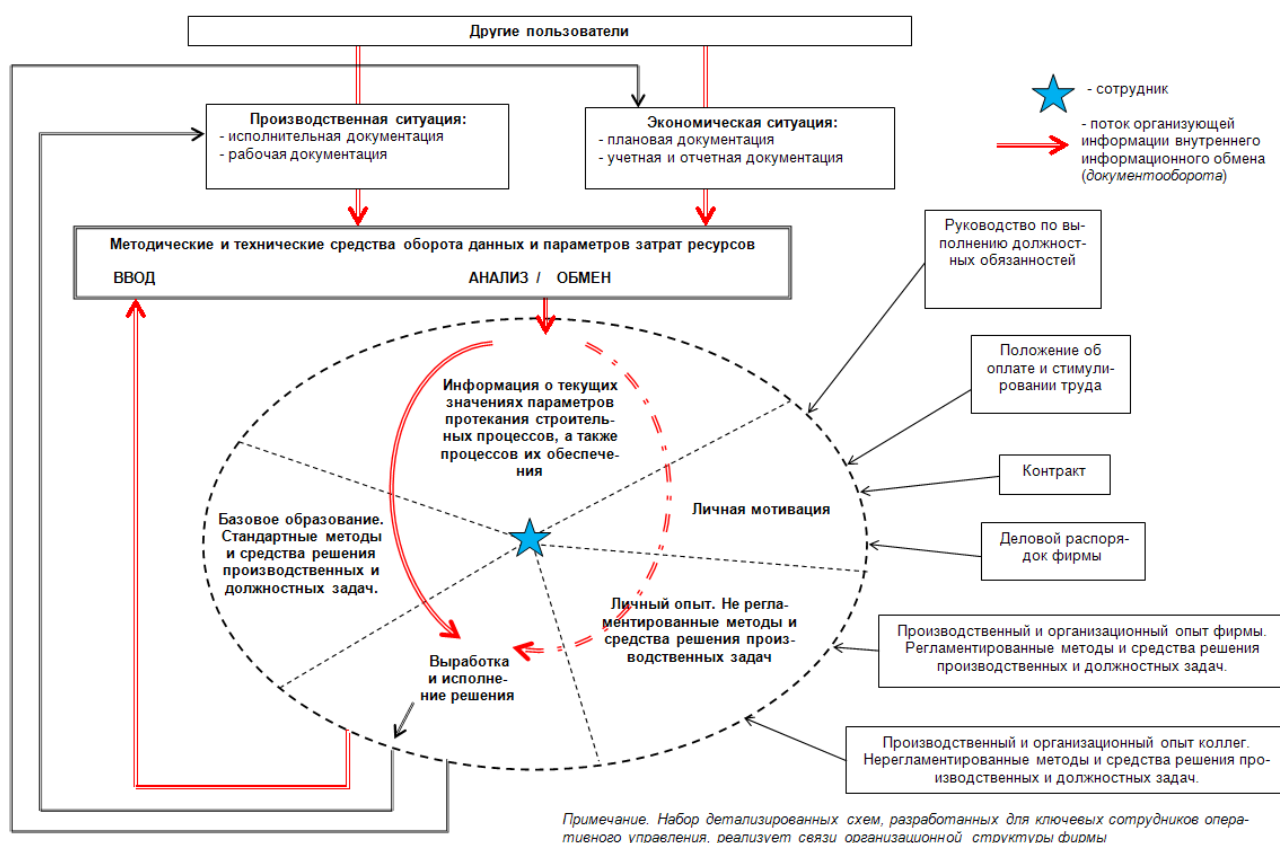 Другие пользователи
Производственная ситуация:
- исполнительная документация
- рабочая документация
Экономическая ситуация:
- плановая документация
- учетная и отчетная документация
- сотрудник
- поток организующей
информации внутреннего
информационного обмена
(документооборота)
Методические и технические средства оборота данных и параметров затрат ресурсов
ВВОД АНАЛИЗ / ОБМЕН
Руководство по вы-
полнению должност-
ных обязанностей
Положение об
оплате и стимули-
ровании труда
Контракт
Деловой распоря-
док фирмы
Информация о текущих
значениях параметров
протекания строитель-
ных процессов, а также
процессов их обеспече-
ния
Личная мотивация
Базовое образование.
Стандартные методы
и средства решения
производственных и
должностных задач.
Личный опыт. Не регла-
ментированные методы и
средства решения произ-
водственных задач
Выработка
и исполне-
ние решения
Производственный и организационный опыт фирмы.
Регламентированные методы и средства решения
производственных и должностных задач.
Производственный и организационный опыт коллег.
Нерегламентированные методы и средства решения про-
изводственных и должностных задач.
Примечание. Набор детализированных схем, разработанных для ключевых сотрудников опера-
тивного управления, реализует связи организационной структуры фирмы